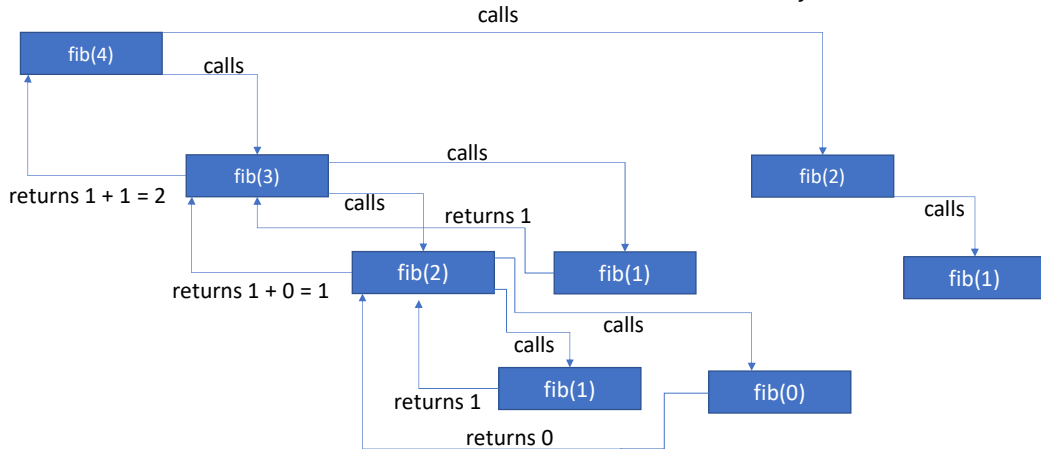 calls
fib(4)
calls
calls
fib(3)
fib(2)
returns 1 + 1 = 2
calls
calls
returns 1
fib(2)
fib(1)
fib(1)
returns 1 + 0 = 1
calls
calls
fib(1)
fib(0)
returns 1
returns 0